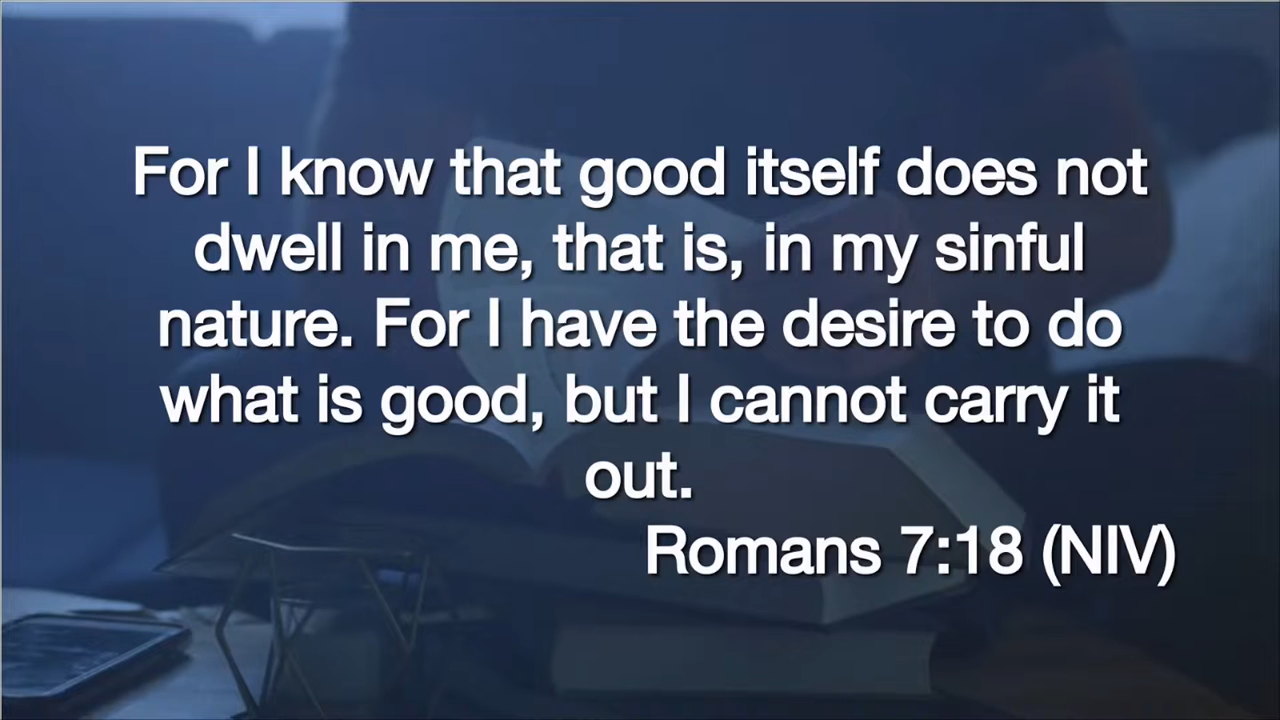 For I know that good itself does not
dwell in me, that is, in my sinful
nature. For I have the desire to do
what is good, but I cannot carry it
out.
Romans 7:18 (NIV)